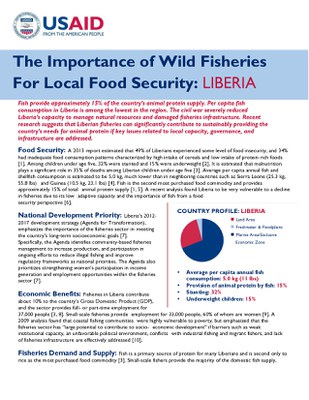 USAID
FROM THE AMERICAN PEOPLE
The Importance of Wild Fisheries
For Local Food Security: LIBERIA
Fish provide approximately 15% of the country's animal protein supply. Per capita fish
consumption in Liberia is among the lowest in the region. The civil war severely reduced
Liberia's capacity to manage natural resources and damaged fisheries infrastructure. Recent
research suggests that Liberian fisheries can significantly contribute to sustainably providing the
country's needs for animal protein if key issues related to local capacity, governance, and
infrastructure are addressed.
Food Security: A 2013 report estimated that 49% of Liberians experienced some level of food insecurity, and 34%
had inadequate food consumption patterns characterized by high intake of cereals and low intake of protein-rich foods
[1]. Among children under age five, 32% were stunted and 15% were underweight [2]. It is estimated that malnutrition
plays a significant role in 35% of deaths among Liberian children under age five [3]. Average per capita annual fish and
shellfish consumption is estimated to be 5.0 kg, much lower than in neighboring countries such as Sierra Leone (25.3 kg,
55.8 lb) and Guinea (10.5 kg, 23.1 lb) [4]. Fish is the second most purchased food commodity and provides
approximately 15% of total animal protein supply [1,5]. A recent analysis found Liberia to be very vulnerable to a decline
in fisheries due to its low adaptive capacity and the importance of fish from a food
security perspective [6].
National Development Priority: Liberia's 2012-
2017 development strategy (Agenda for Transformation),
emphasizes the importance of the fisheries sector in meeting
the country's long-term socioeconomic goals [7].
Specifically, the Agenda identifies community-based fisheries
management to increase production, and participation in
ongoing efforts to reduce illegal fishing and improve
regulatory frameworks as national priorities. The Agenda also
prioritizes strengthening women's participation in income
generation and employment opportunities within the fisheries
sector [7].
Economic Benefits: Fisheries in Liberia contribute
about 10% to the country's Gross Domestic Product (GDP),
and the sector provides full- or part-time employment for
37,000 people [3, 8]. Small-scale fisheries provide employment for 33,000 people, 60% of whom are women [9]. A
2009 analysis found that coastal fishing communities were highly vulnerable to poverty, but emphasized that the
fisheries sector has "large potential to contribute to socio- economic development" if barriers such as weak
institutional capacity, an unfavorable political environment, conflicts with industrial fishing and migrant fishers, and lack
of fisheries infrastructure are effectively addressed [10].
Fisheries Demand and Supply: Fish is a primary source of protein for many Liberians and is second only to
rice as the most purchased food commodity [3]. Small-scale fishers provide the majority of the domestic fish supply.
COUNTRY PROFILE: LIBERIA
Land Area
Freshwater & Floodplains
Marine Area/Exclusive
Economic Zone
• Average per capita annual fish
consumption: 5.0 kg (11 lbs)
• Provision of animal protein by fish: 15%
• Stunting: 32%
• Underweight children: 15%